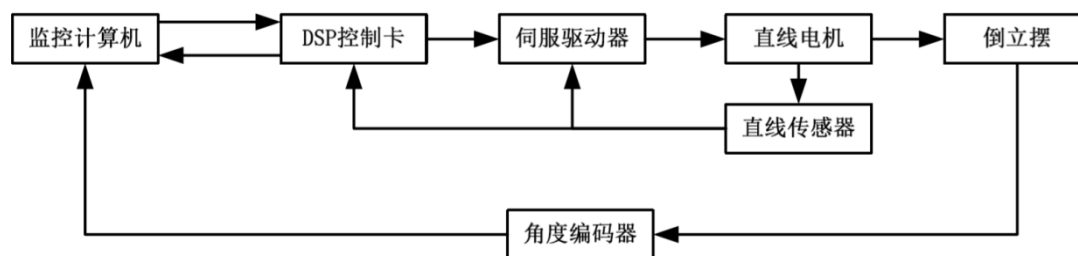 监控计算机
DSP控制卡
伺服驱动器
直线电机
倒立摆
直线传感器
角度编码器